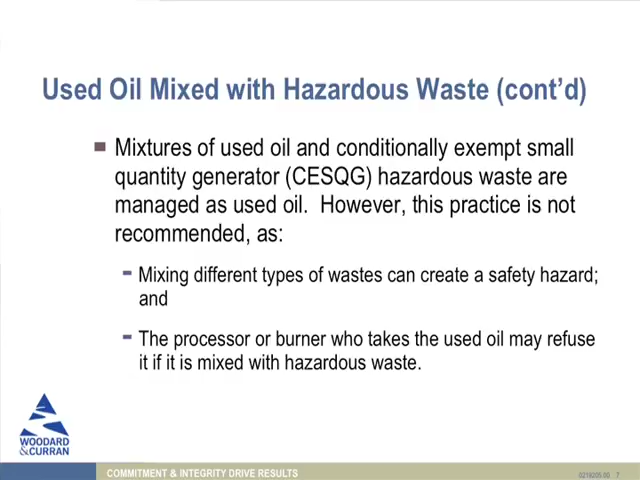 Used Oil Mixed with Hazardous Waste (cont'd)
Mixtures of used oil and conditionally exempt small
quantity generator (CESQG) hazardous waste are
managed as used oil.  However, this practice is not
recommended, as:
Mixing different types of wastes can create a safety hazard;
and
The processor or burner who takes the used oil may refuse
it if it is mixed with hazardous waste.
WOODARD
&CURRAN
COMMITMENT & INTEGRITY DRIVE RESULTS
7